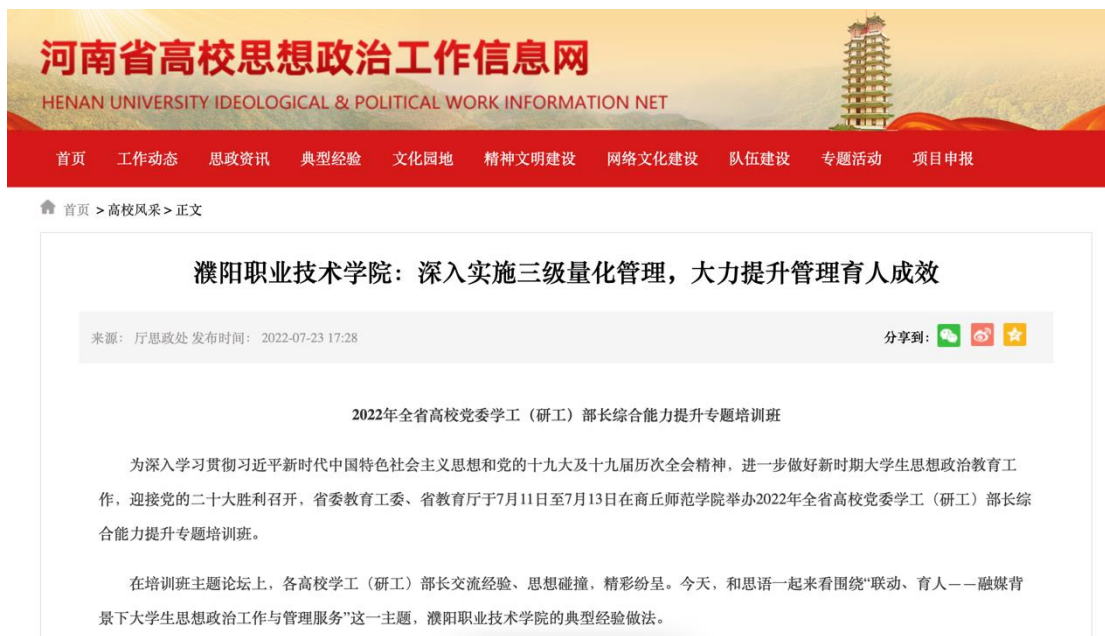 河南省高校思想政治工作信息网
HENAN UNIVERSITY IDEOLOGICAL & POLITICAL WORK INFORMATION NET
首页 工作动态 思政资讯 典型经验 文化园地 精神文明建设 网络文化建设 队伍建设 专题活动 项目申报
首页 > 高校风采 > 正文
濮阳职业技术学院：深入实施三级量化管理，大力提升管理育人成效
来源： 厅思政处 发布时间： 2022-07-23 17:28 分享到：
2022年全省高校党委学工（研工）部长综合能力提升专题培训班
为深入学习贯彻习近平新时代中国特色社会主义思想和党的十九大及十九届历次全会精神，进一步做好新时期大学生思想政治教育工
作，迎接党的二十大胜利召开，省委教育工委、省教育厅于7月11日至7月13日在商丘师范学院举办2022年全省高校党委学工（研工）部长综
合能力提升专题培训班。
在培训班主题论坛上，各高校学工（研工）部长交流经验、思想碰撞，精彩纷呈。今天，和思语一起来看围绕“联动、育人——融媒背
景下大学生思想政治工作与管理服务”这一主题，濮阳职业技术学院的典型经验做法。